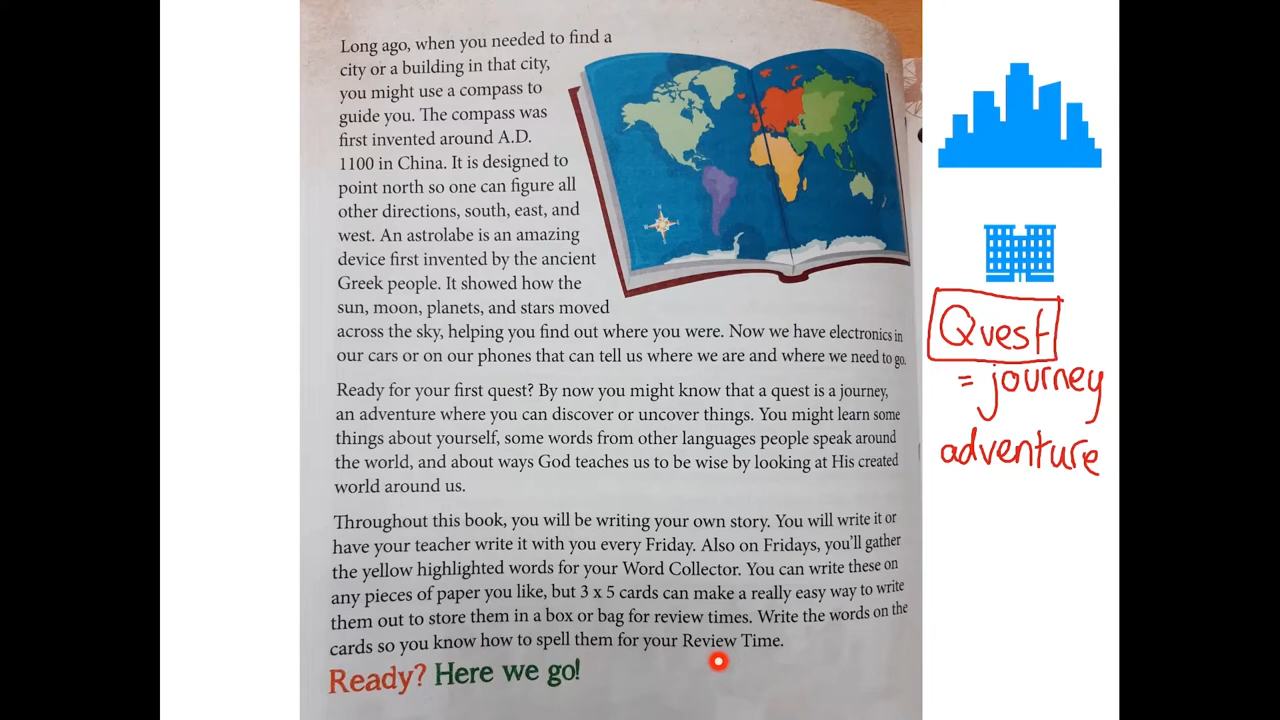 Long ago, when you needed to find a
city or a building in that city,
you might use a compass to
guide you. The compass was
first invented around A.D.
1100 in China. It is designed to
point north so one can figure all
other directions, south, east, and
west. An astrolabe is an amazing
device first invented by the ancient
Greek people. It showed how the
sun, moon, planets, and stars moved
across the sky, helping you find out where you were. Now we have electronics in
our cars or on our phones that can tell us where we are and where we need to go.
Ready for your first quest? By now you might know that a quest is a journey,
an adventure where you can discover or uncover things. You might learn some
things about yourself, some words from other languages people speak around
the world, and about ways God teaches us to be wise by looking at His created
world around us.
Throughout this book, you will be writing your own story. You will write it or
have your teacher write it with you every Friday. Also on Fridays, you'll gather
the yellow highlighted words for your Word Collector. You can write these on
any pieces of paper you like, but 3 x 5 cards can make a really easy way to write
them out to store them in a box or bag for review times. Write the words on the
cards so you know how to spell them for your Review Time.
Ready? Here we go!
N
N
Quest
= journey
adventure